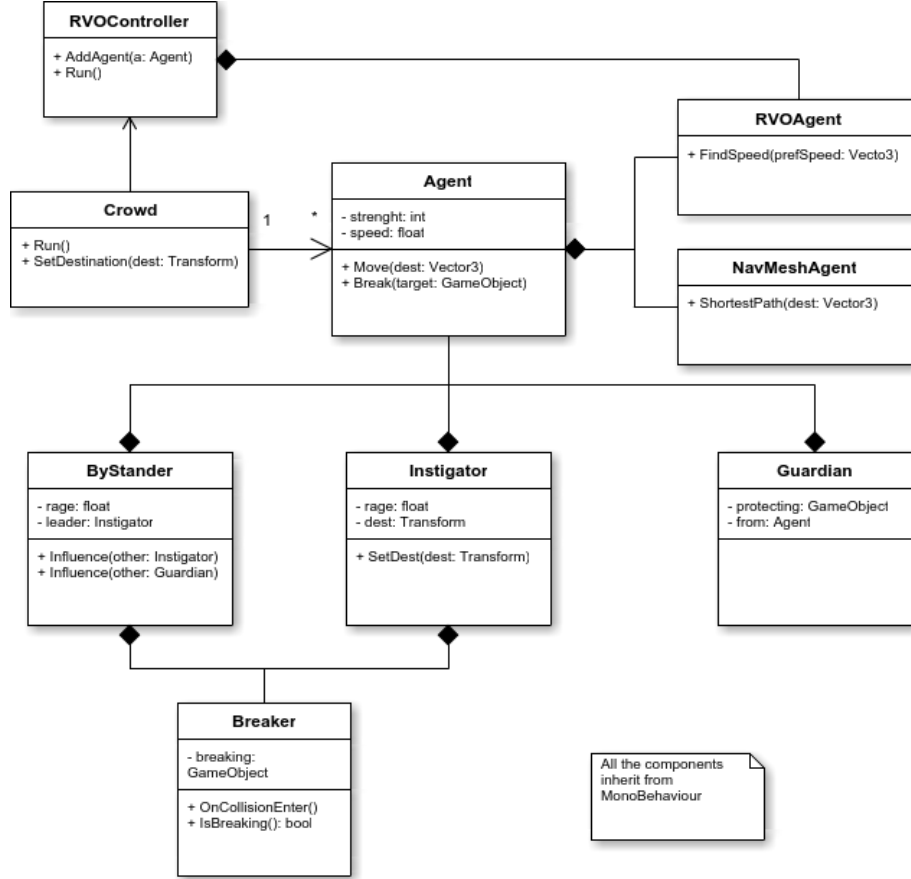 RVOController
+ AddAgent(a: Agent)
+ Run()
RVOAgent
+ FindSpeed(prefSpeed: Vecto3)
Crowd
+ Run()
+ SetDestination(dest: Transform)
1
*
Agent
- strenght: int
- speed: float
+ Move(dest: Vector3)
+ Break(target: GameObject)
NavMeshAgent
+ ShortestPath(dest: Vector3)
ByStander
- rage: float
- leader: Instigator
+ Influence(other: Instigator)
+ Influence(other: Guardian)
Instigator
- rage: float
- dest: Transform
+ SetDest(dest: Transform)
Guardian
- protecting: GameObject
- from: Agent
Breaker
- breaking:
GameObject
+ OnCollisionEnter()
+ IsBreaking(): bool
All the components
inherit from
MonoBehaviour